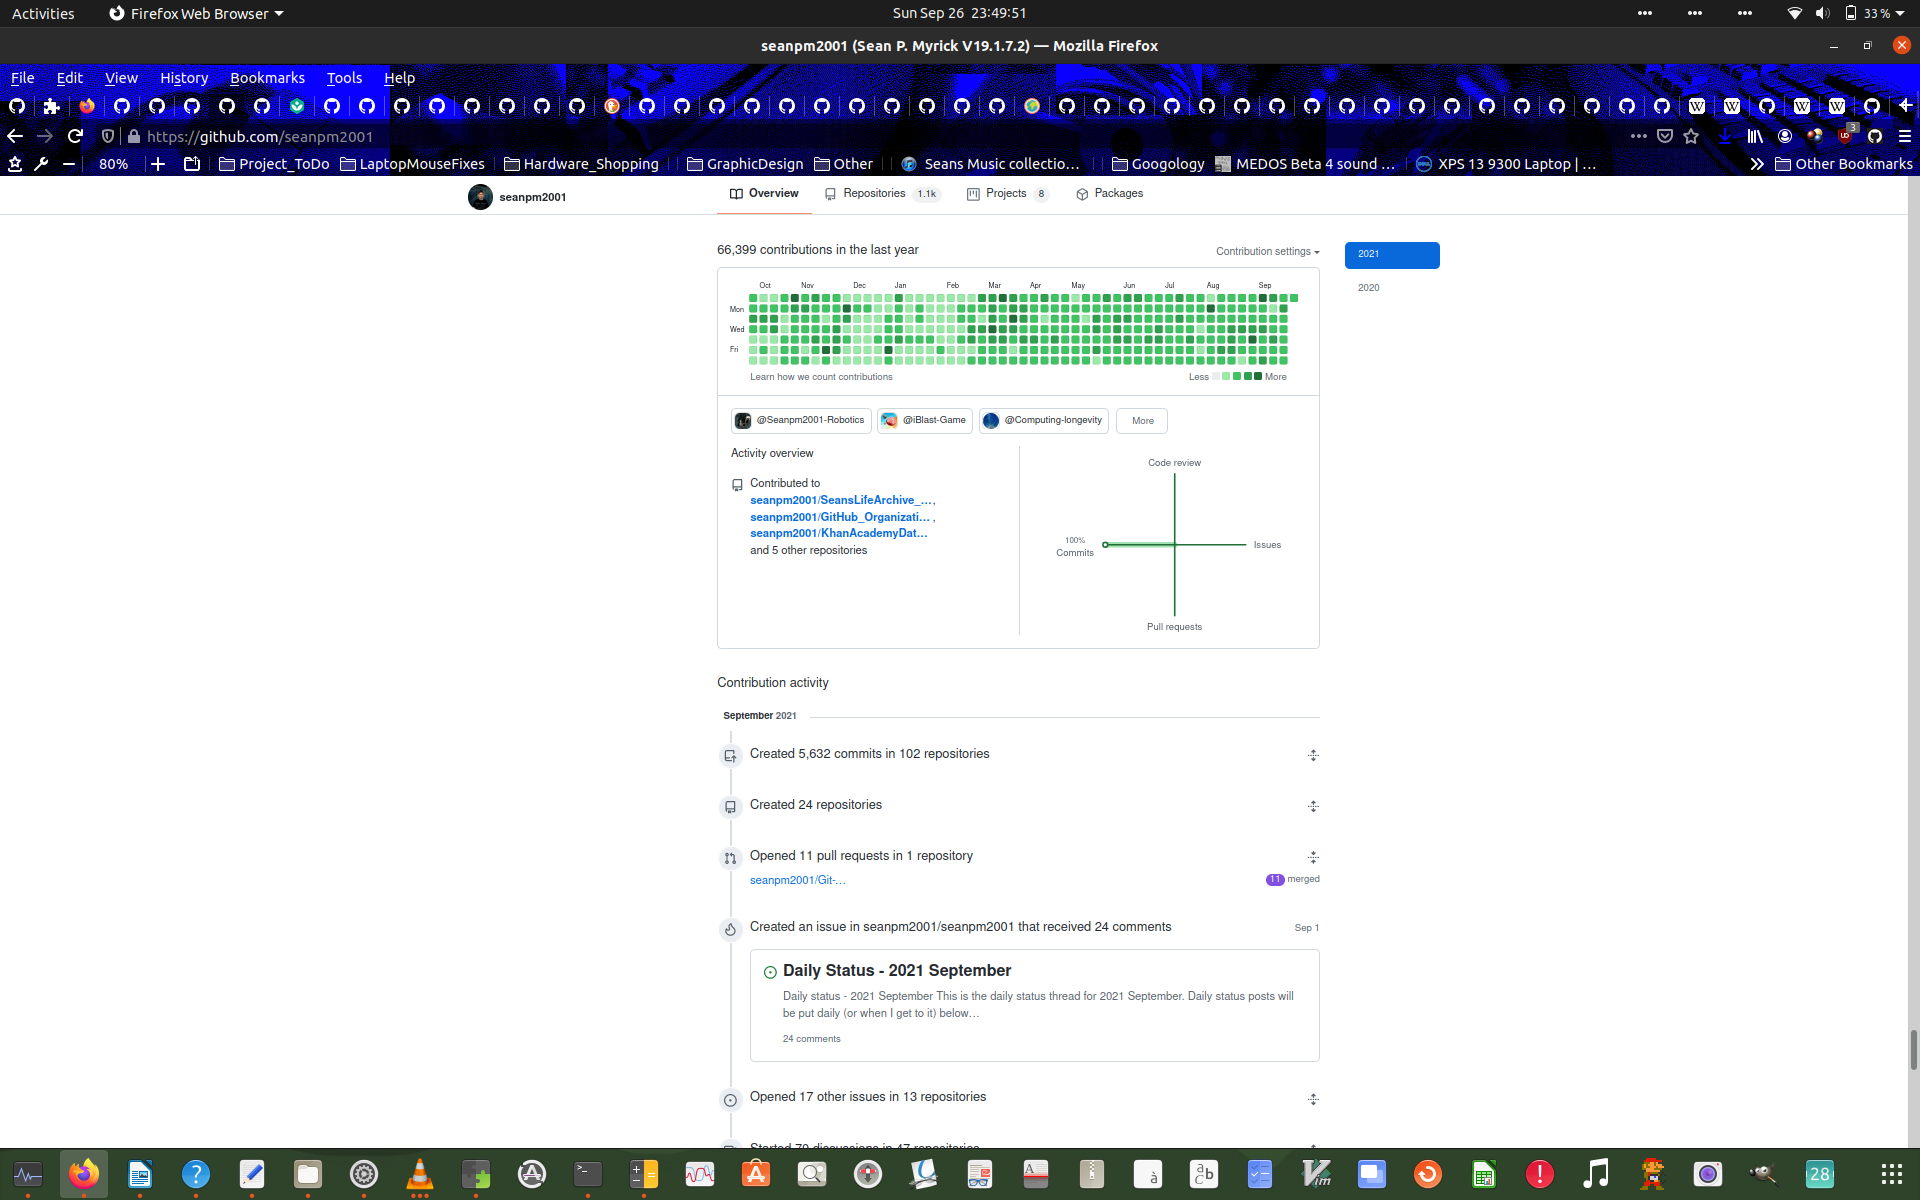 Activities Firefox Web Browser Sun Sep 26 23:49:51 33 %
seanpm2001 (Sean P. Myrick V19.1.7.2) — Mozilla Firefox
File Edit View History Bookmarks Tools Help
https://github.com/seanpm2001 3
80% Project_ToDo LaptopMouseFixes Hardware_Shopping GraphicDesign Other Seans Music collectio… Googology MEDOS Beta 4 sound … XPS 13 9300 Laptop | … Other Bookmarks
seanpm2001 Overview Repositories 1.1k Projects 8 Packages
66,399 contributions in the last year Contribution settings 2021
2020
Oct Nov Dec Jan Feb Mar Apr May Jun Jul Aug Sep
Mon
Wed
Fri
Learn how we count contributions Less More
@Seanpm2001-Robotics @iBlast-Game @Computing-longevity More
Activity overview
Contributed to
seanpm2001/SeansLifeArchive_…,
seanpm2001/GitHub_Organizati… ,
seanpm2001/KhanAcademyDat…
and 5 other repositories
Code review
100%
Commits
Issues
Pull requests
Contribution activity
September 2021
Created 5,632 commits in 102 repositories
Created 24 repositories
Opened 11 pull requests in 1 repository
seanpm2001/Git-… 11 merged
Created an issue in seanpm2001/seanpm2001 that received 24 comments Sep 1
Daily Status - 2021 September
Daily status - 2021 September This is the daily status thread for 2021 September. Daily status posts will
be put daily (or when I get to it) below…
24 comments
Opened 17 other issues in 13 repositories
Started 70 discussions in 47 repositories
28